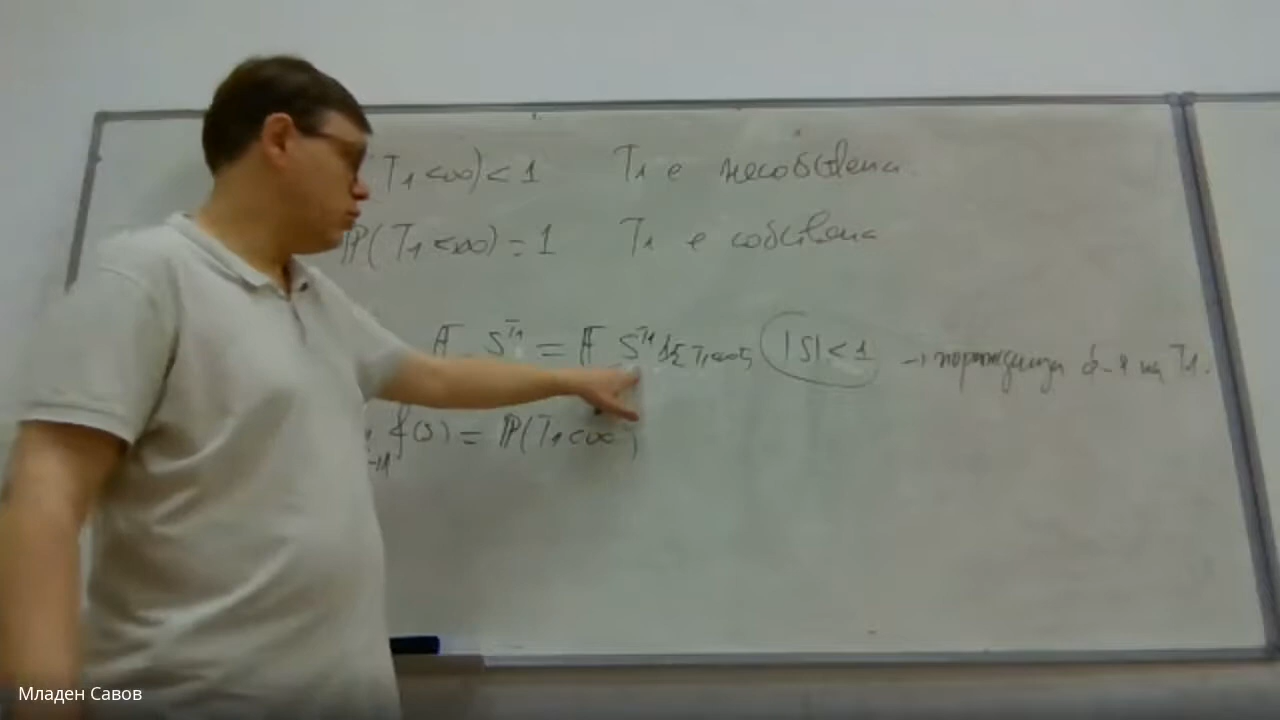 T₁<∞)<1 T₁ е несобствена.
ℙ(T₁<∞)=1 T₁ е собствена
𝔼 S^T₁ = 𝔼 S^T₁ 1{T₁<∞}, |S|<1 → пораждаща ф-я на T₁.
f(s) = ℙ(T₁<∞)
Младен Савов